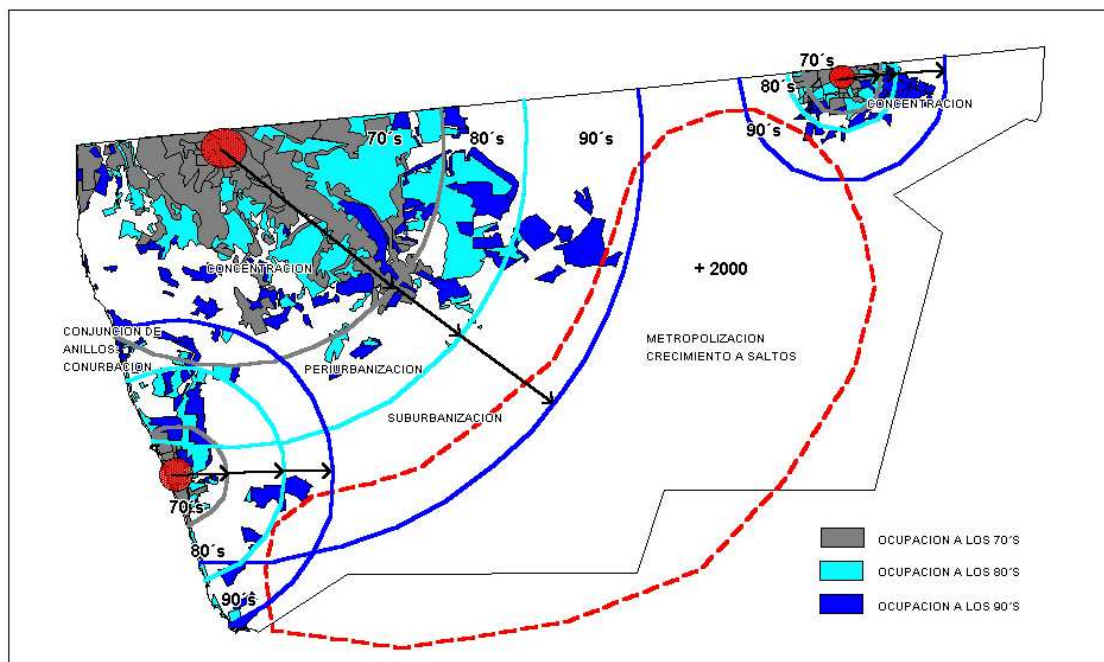 70´s
80´s
CONCENTRACION
90´s
70´s
80´s
90´s
CONCENTRACION
+ 2000
CONJUNCION DE
ANILLOS:
CONURBACION
PERIURBANIZACION
METROPOLIZACION
CRECIMIENTO A SALTOS
SUBURBANIZACION
70´s
80´s
90´s
OCUPACION A LOS 70´S
OCUPACION A LOS 80´S
OCUPACION A LOS 90´S